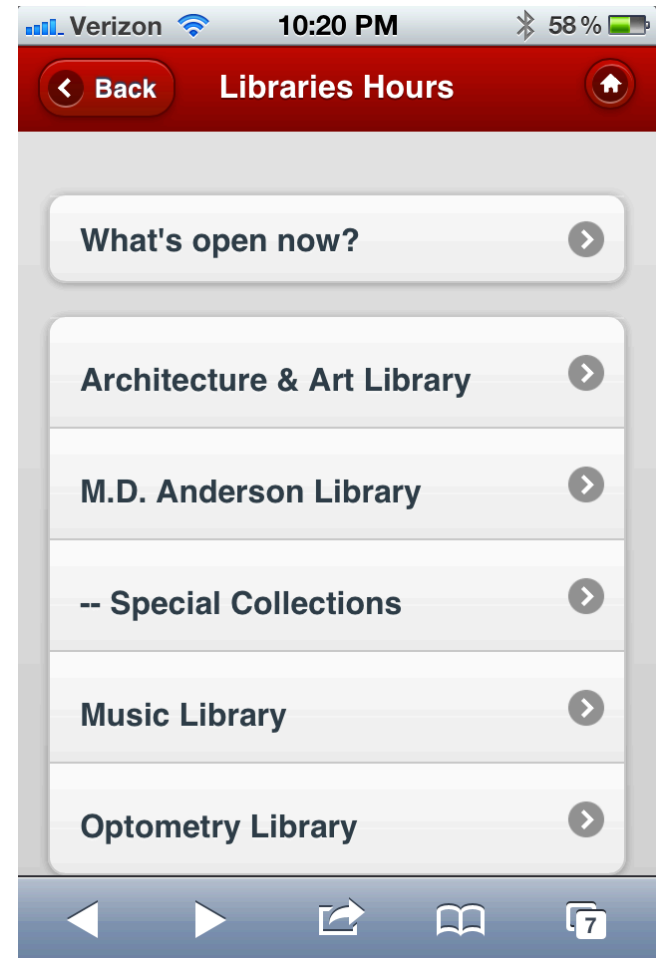 Verizon 10:20 PM 58%
Back Libraries Hours
What's open now?
Architecture & Art Library
M.D. Anderson Library
-- Special Collections
Music Library
Optometry Library
7